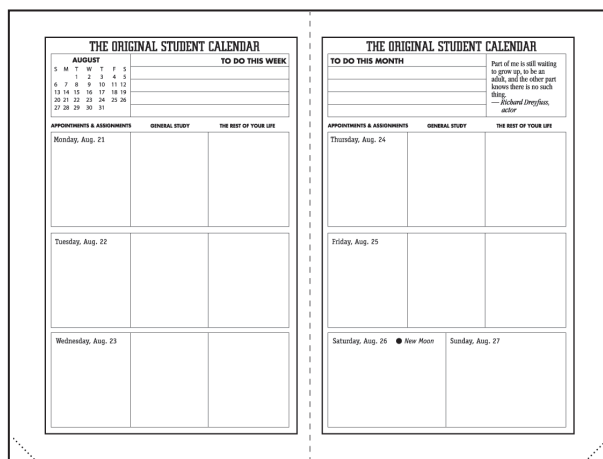 THE ORIGINAL STUDENT CALENDAR
AUGUST
S M T W T F S
1 2 3 4 5
6 7 8 9 10 11 12
13 14 15 16 17 18 19
20 21 22 23 24 25 26
27 28 29 30 31
TO DO THIS WEEK
APPOINTMENTS & ASSIGNMENTS GENERAL STUDY THE REST OF YOUR LIFE
Monday, Aug. 21
Tuesday, Aug. 22
Wednesday, Aug. 23
THE ORIGINAL STUDENT CALENDAR
TO DO THIS MONTH
Part of me is still waiting
to grow up, to be an
adult, and the other part
knows there is no such
thing.
— Richard Dreyfuss,
actor
APPOINTMENTS & ASSIGNMENTS GENERAL STUDY THE REST OF YOUR LIFE
Thursday, Aug. 24
Friday, Aug. 25
Saturday, Aug. 26 New Moon
Sunday, Aug. 27